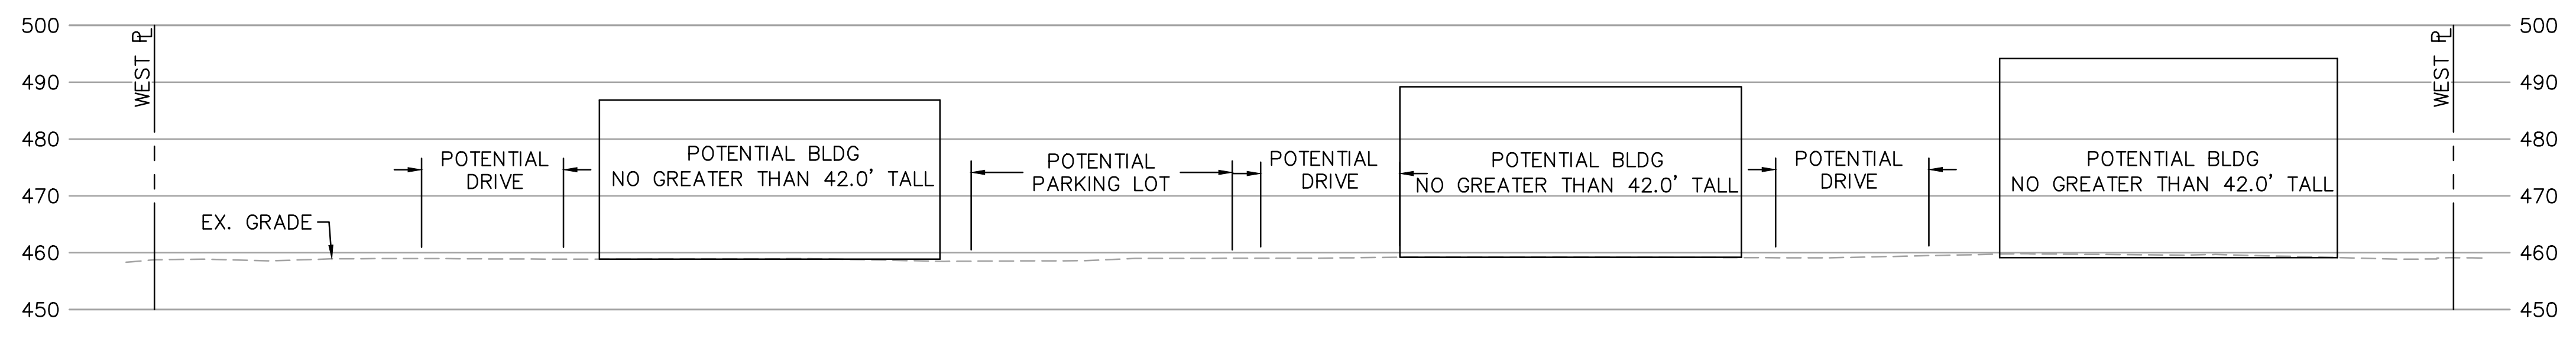 500
490
480
470
460
450
WEST PL
EX. GRADE
POTENTIAL
DRIVE
POTENTIAL BLDG
NO GREATER THAN 42.0' TALL
POTENTIAL
PARKING LOT
POTENTIAL
DRIVE
POTENTIAL BLDG
NO GREATER THAN 42.0' TALL
POTENTIAL
DRIVE
POTENTIAL BLDG
NO GREATER THAN 42.0' TALL
WEST PL
500
490
480
470
460
450